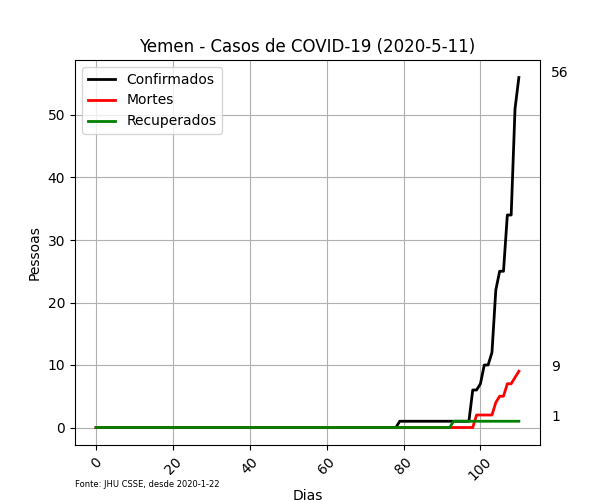 Yemen - Casos de COVID-19 (2020-5-11)
Confirmados
Mortes
Recuperados
56
9
1
50
40
30
20
10
0
Pessoas
0 20 40 60 80 100
Fonte: JHU CSSE, desde 2020-1-22
Dias